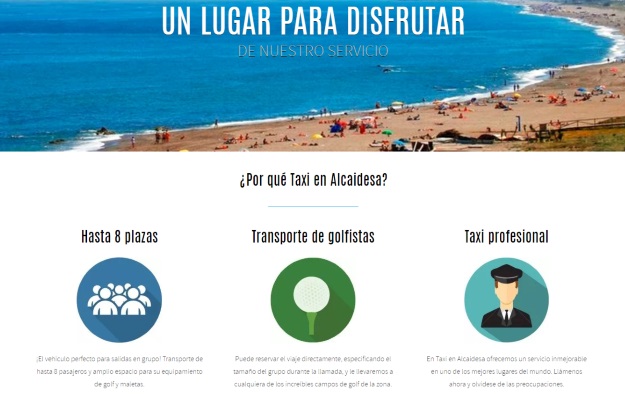 UN LUGAR PARA DISFRUTAR
DE NUESTRO SERVICIO
¿Por qué Taxi en Alcaidesa?
Hasta 8 plazas
Transporte de golfistas
Taxi profesional
¡El vehículo perfecto para salidas en grupo! Transporte de
hasta 8 pasajeros y amplio espacio para su equipamiento
de golf y maletas.
Puede reservar el viaje directamente, especificando el
tamaño del grupo durante la llamada, y le llevaremos a
cualquiera de los increíbles campos de golf de la zona.
En Taxi en Alcaidesa ofrecemos un servicio inmejorable
en uno de los mejores lugares del mundo. Llámenos
ahora y olvídese de las preocupaciones.